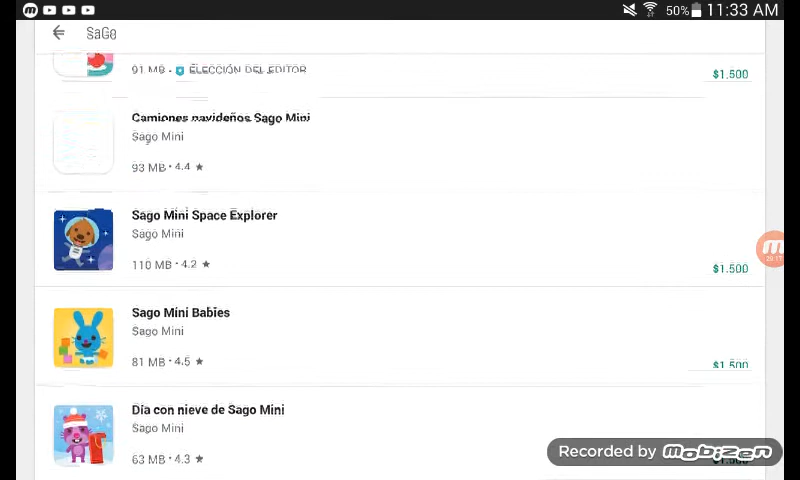 50% 11:33 AM
SaGo
91 MB • ELECCIÓN DEL EDITOR
$1.500
Camiones navideños Sago Mini
Sago Mini
93 MB • 4.4 ★
Sago Mini Space Explorer
Sago Mini
110 MB • 4.2 ★
$1.500
Sago Mini Babies
Sago Mini
81 MB • 4.5 ★
$1.500
Día con nieve de Sago Mini
Sago Mini
63 MB • 4.3 ★
Recorded by Mobizen